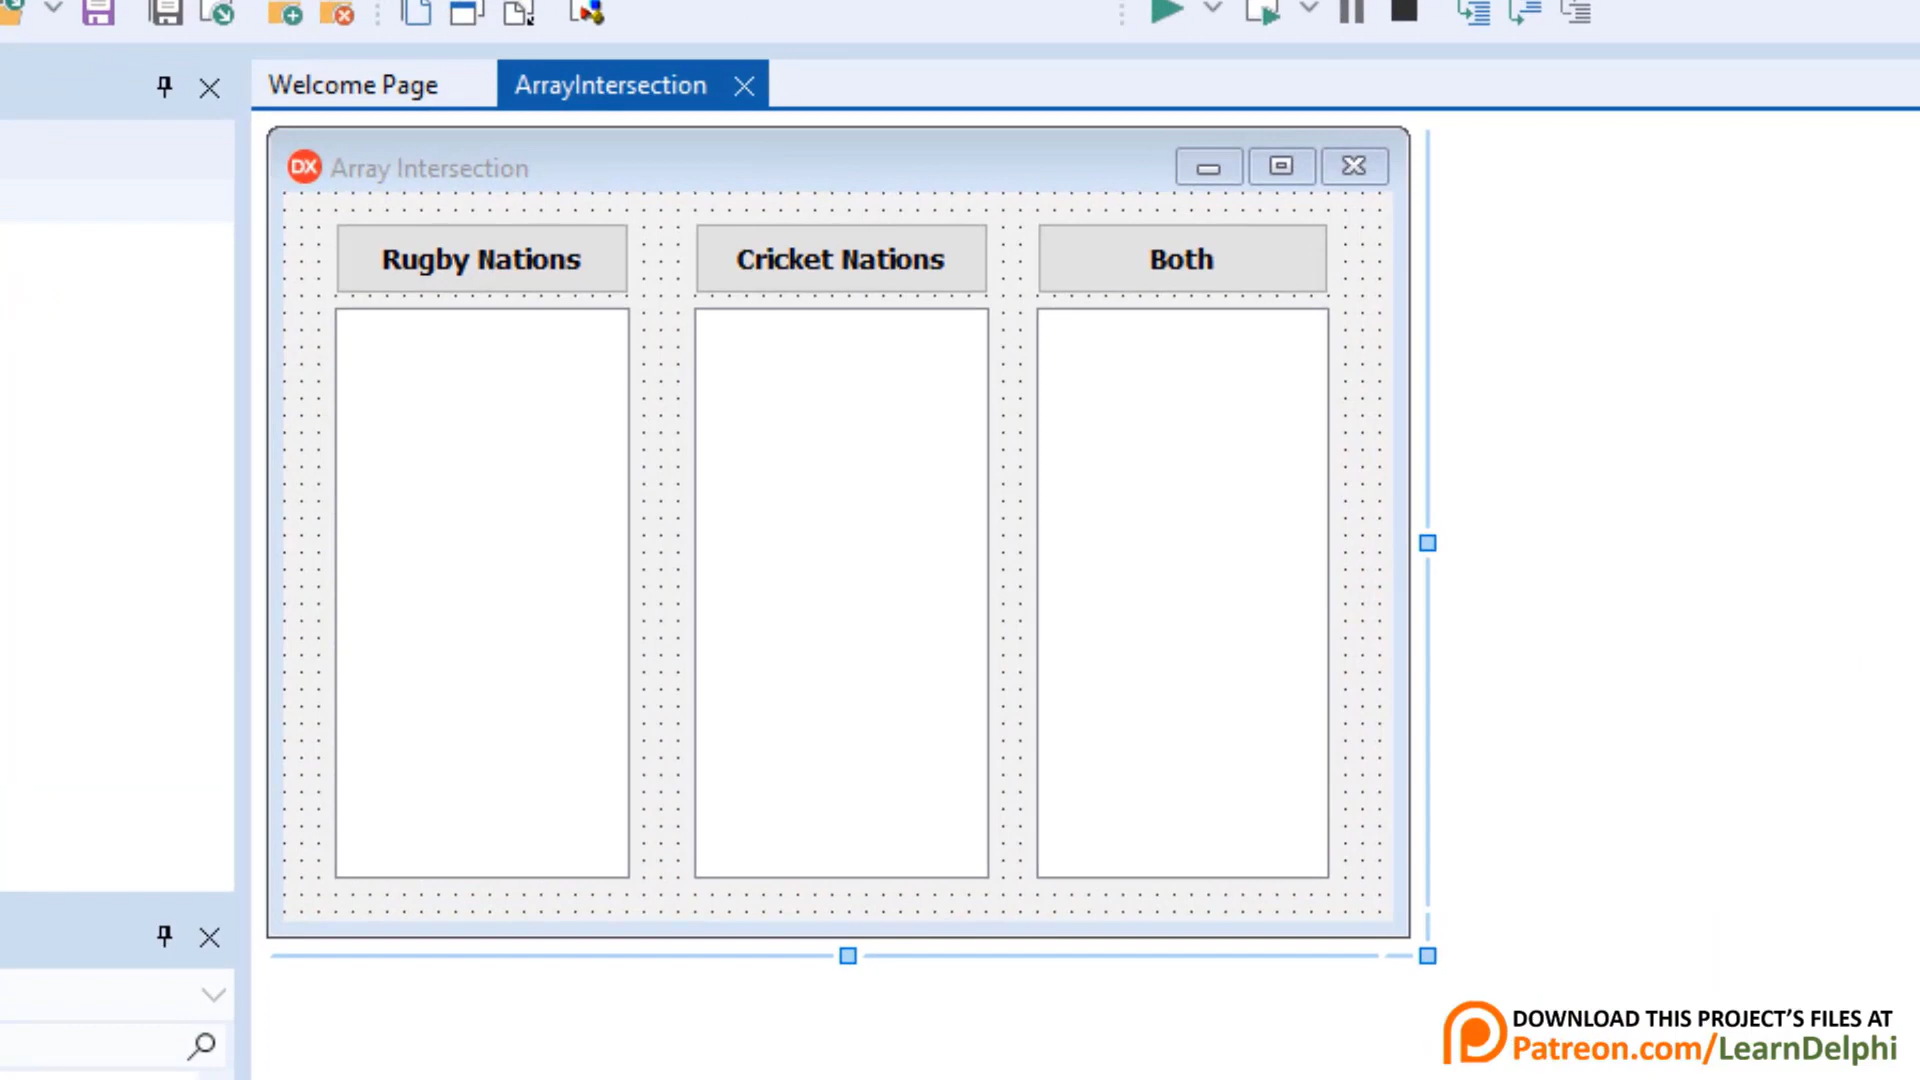 Welcome Page
ArrayIntersection
DX Array Intersection
Rugby Nations
Cricket Nations
Both
DOWNLOAD THIS PROJECT'S FILES AT
Patreon.com/LearnDelphi